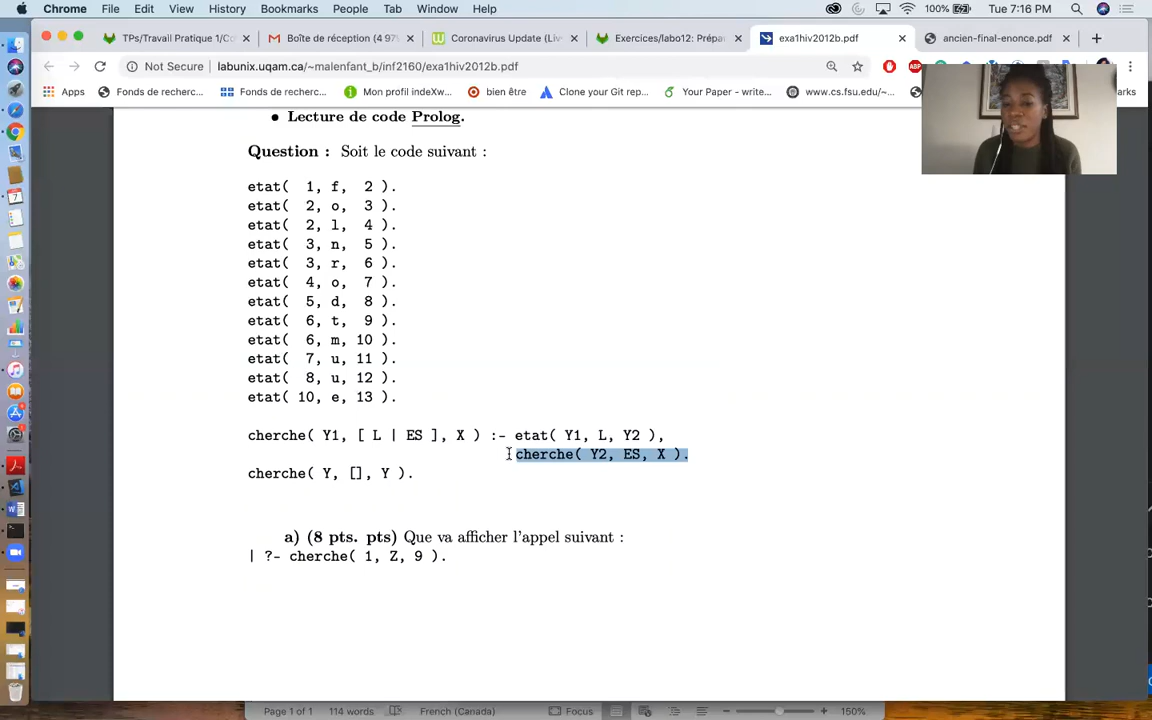 Chrome File Edit View History Bookmarks People Tab Window Help 100% Tue 7:16 PM
TPs/Travail Pratique 1/Co Boîte de réception (4 97 Coronavirus Update (Liv Exercices/labo12: Prépa exa1hiv2012b.pdf ancien-final-enonce.pdf
Not Secure labunix.uqam.ca/~malenfant_b/inf2160/exa1hiv2012b.pdf ABP
Apps Fonds de recherc... Fonds de recherc... Mon profil indeXw... bien être Clone your Git rep... Your Paper - write... www.cs.fsu.edu/~...
• Lecture de code Prolog.
Question : Soit le code suivant :
etat( 1, f, 2 ).
etat( 2, o, 3 ).
etat( 2, l, 4 ).
etat( 3, n, 5 ).
etat( 3, r, 6 ).
etat( 4, o, 7 ).
etat( 5, d, 8 ).
etat( 6, t, 9 ).
etat( 6, m, 10 ).
etat( 7, u, 11 ).
etat( 8, u, 12 ).
etat( 10, e, 13 ).
cherche( Y1, [ L | ES ], X ) :- etat( Y1, L, Y2 ),
cherche( Y2, ES, X ).
cherche( Y, [], Y ).
a) (8 pts. pts) Que va afficher l'appel suivant :
| ?- cherche( 1, Z, 9 ).
Page 1 of 1 114 words French (Canada) Focus 150%